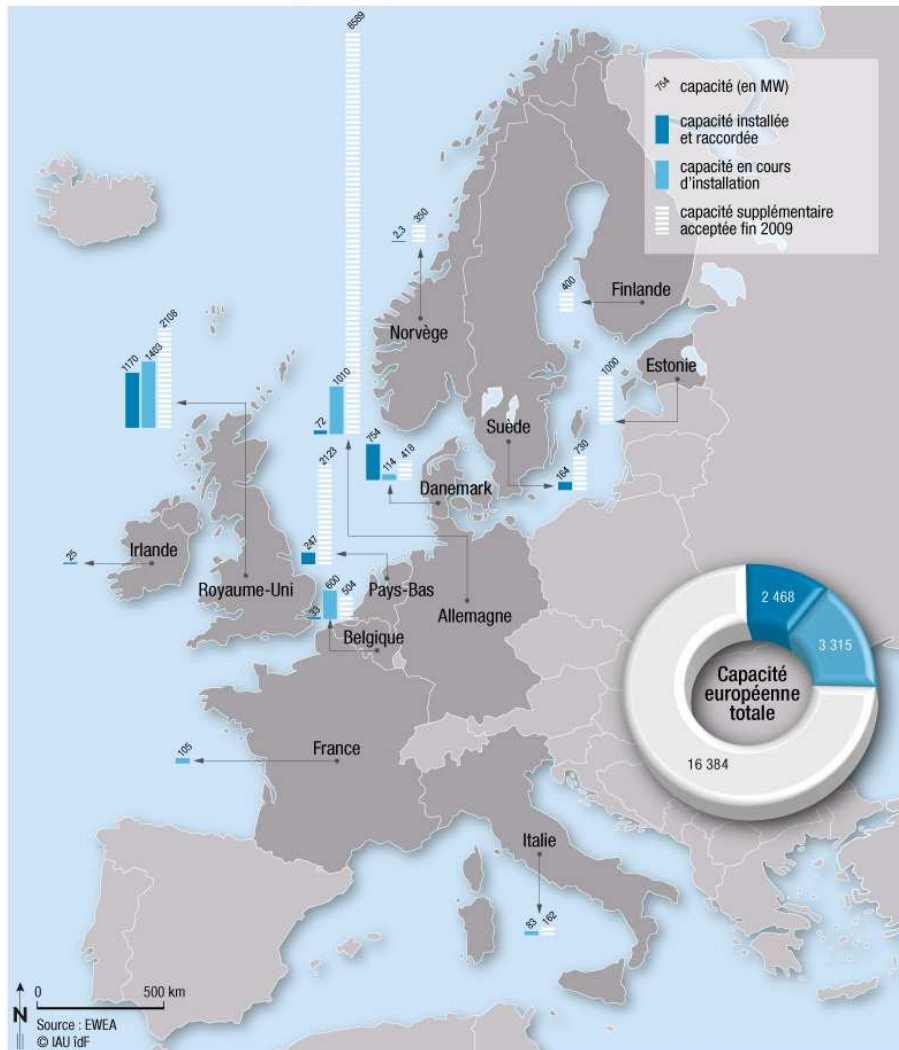 8589
754 capacité (en MW)
capacité installée
et raccordée
capacité en cours
d'installation
capacité supplémentaire
acceptée fin 2009
2,3
350
Norvège
400
Finlande
1170
1403
2108
72
1010
1000
Estonie
754
114
418
Danemark
Suède
164
730
247
2123
25
Irlande
Royaume-Uni
33
600
504
Pays-Bas
Belgique
Allemagne
2 468
3 315
16 384
Capacité
européenne
totale
105
France
Italie
83
162
0 500 km
N
Source : EWEA
© IAU îdF